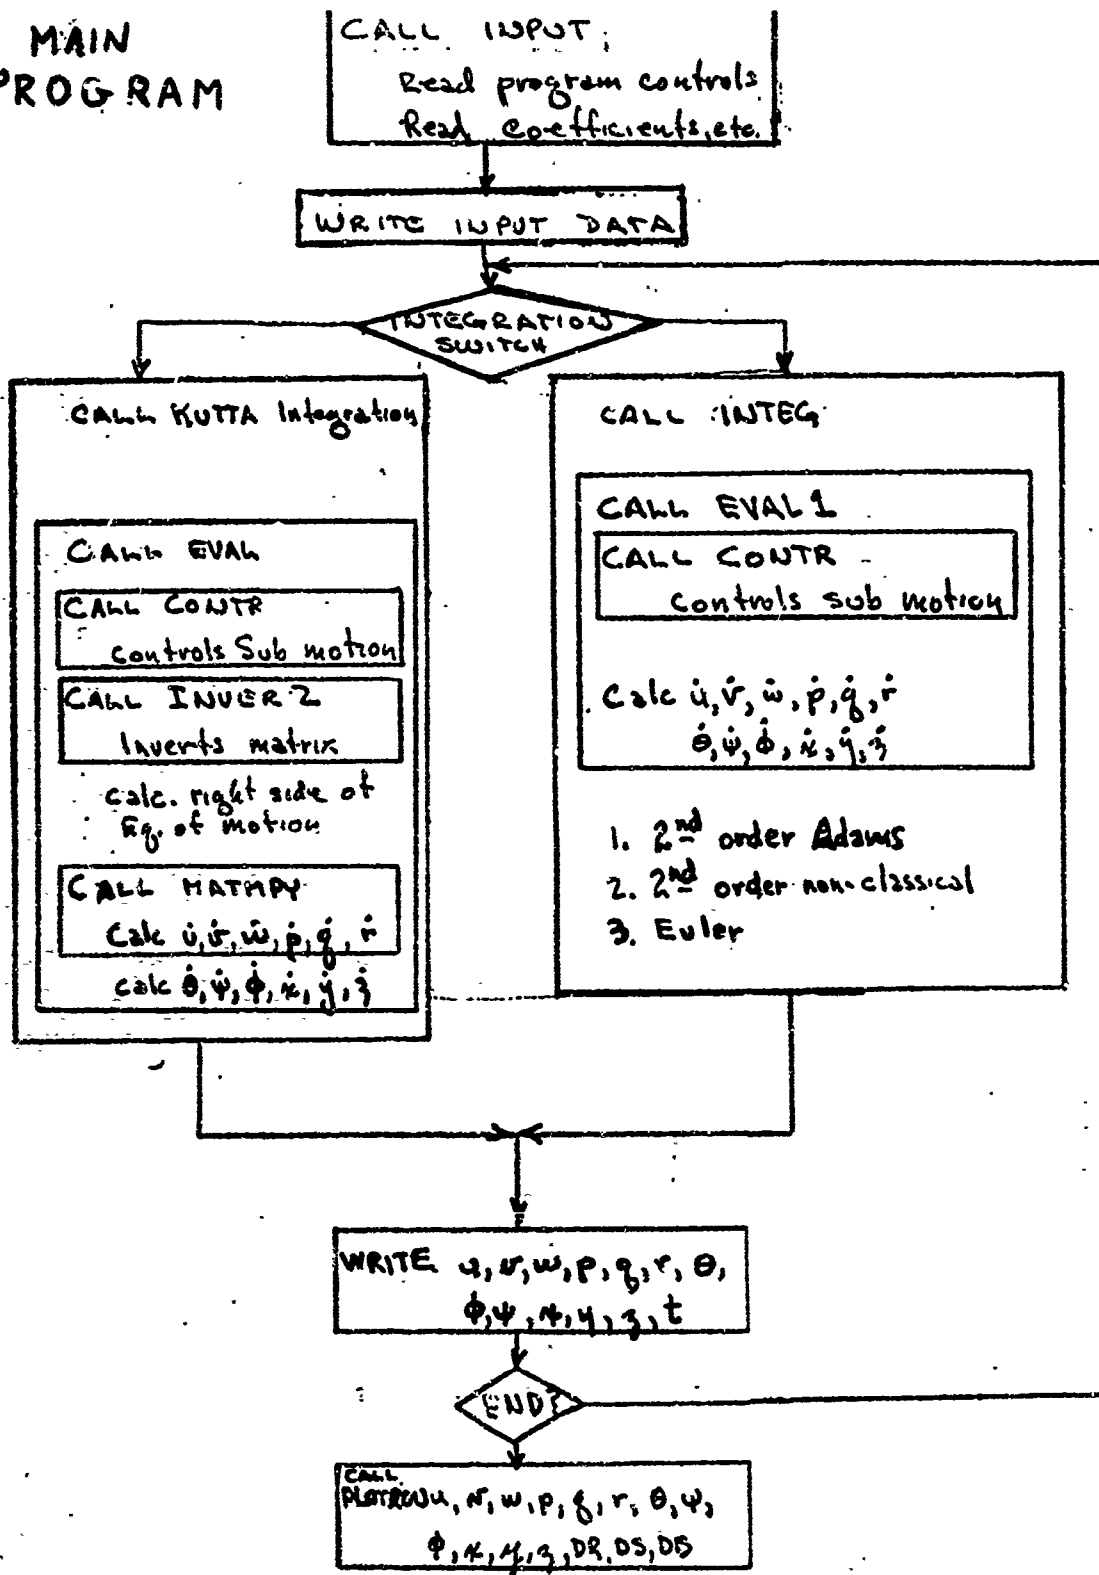 MAIN
PROGRAM
CALL INPUT
Read program controls
Read Coefficients, etc.
WRITE INPUT DATA
INTEGRATION
SWITCH
CALL KUTTA Integration
CALL EVAL
CALL CONTR
controls Sub motion
CALL INVER2
Inverts matrix
calc. right side of
Eq. of motion
CALL MATMPY
Calc u̇, v̇, ẇ, ṗ, q̇, ṙ
calc θ̇, ψ̇, ϕ̇, ẋ, ẏ, ż
CALL INTEG
CALL EVAL1
CALL CONTR
controls sub motion
Calc u̇, v̇, ẇ, ṗ, q̇, ṙ
θ̇, ψ̇, ϕ̇, ẋ, ẏ, ż
1. 2nd order Adams
2. 2nd order non-classical
3. Euler
WRITE u, v, w, p, q, r, θ,
ϕ, ψ, x, y, z, t
END?
CALL
u, v, w, p, q, r, θ, ψ,
ϕ, x, y, z, DR, DS, DB